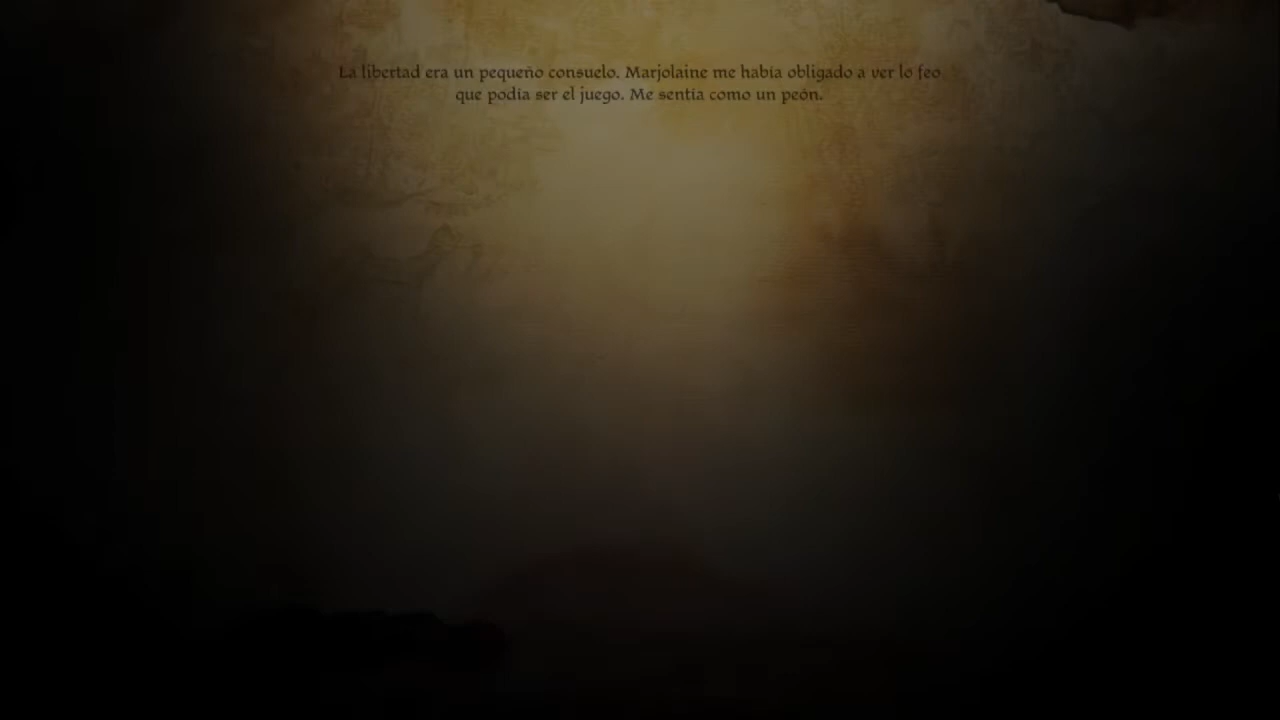 La libertad era un pequeño consuelo. Marjolaine me había obligado a ver lo feo
que podía ser el juego. Me sentía como un peón.